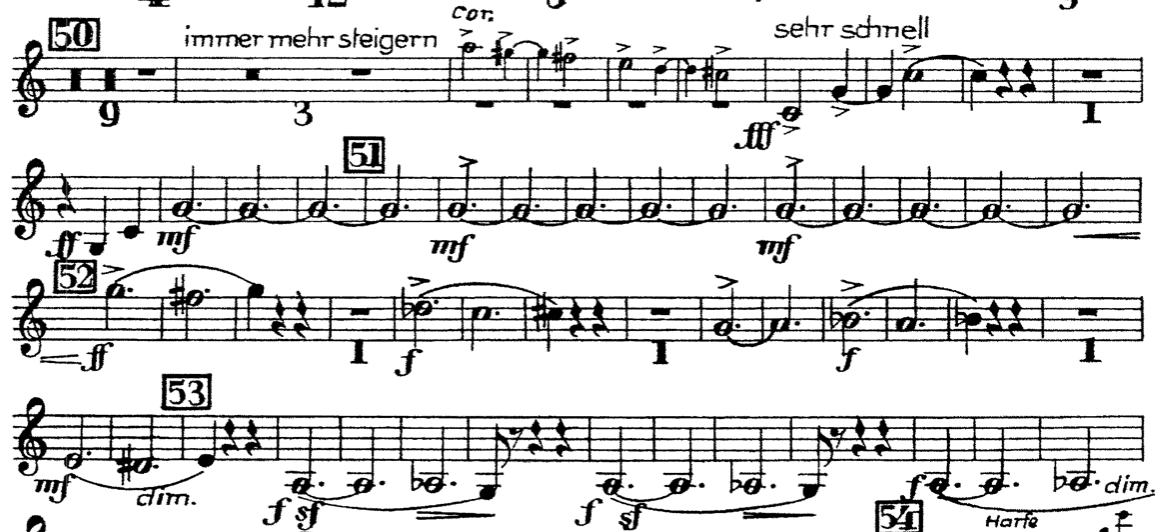 cor.
50 immer mehr steigern sehr schnell
9 3 1
fff
51
ff mf mf mf
52
ff 1 f 1 f 1
53
mf dim. f sf f sf f dim.
54 Harfe